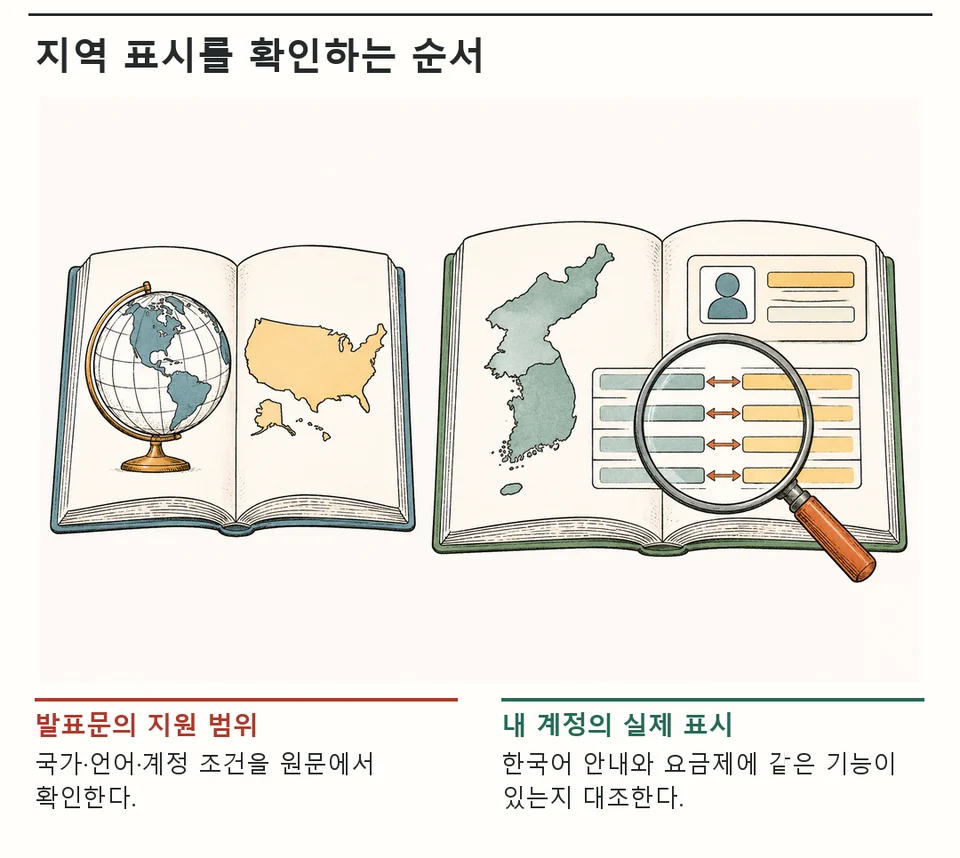 지역 표시를 확인하는 순서
발표문의 지원 범위
국가·언어·계정 조건을 원문에서
확인한다.
내 계정의 실제 표시
한국어 안내와 요금제에 같은 기능이
있는지 대조한다.